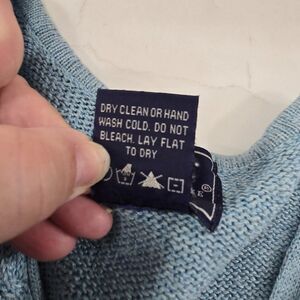 DRY CLEAN OR HAND
WASH COLD. DO NOT
BLEACH. LAY FLAT
TO DRY